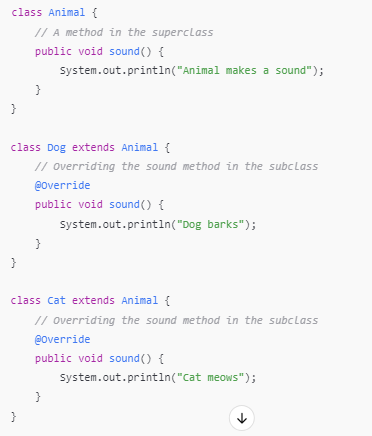 class Animal {
    // A method in the superclass
    public void sound() {
        System.out.println("Animal makes a sound");
    }
}

class Dog extends Animal {
    // Overriding the sound method in the subclass
    @Override
    public void sound() {
        System.out.println("Dog barks");
    }
}

class Cat extends Animal {
    // Overriding the sound method in the subclass
    @Override
    public void sound() {
        System.out.println("Cat meows");
    }
}